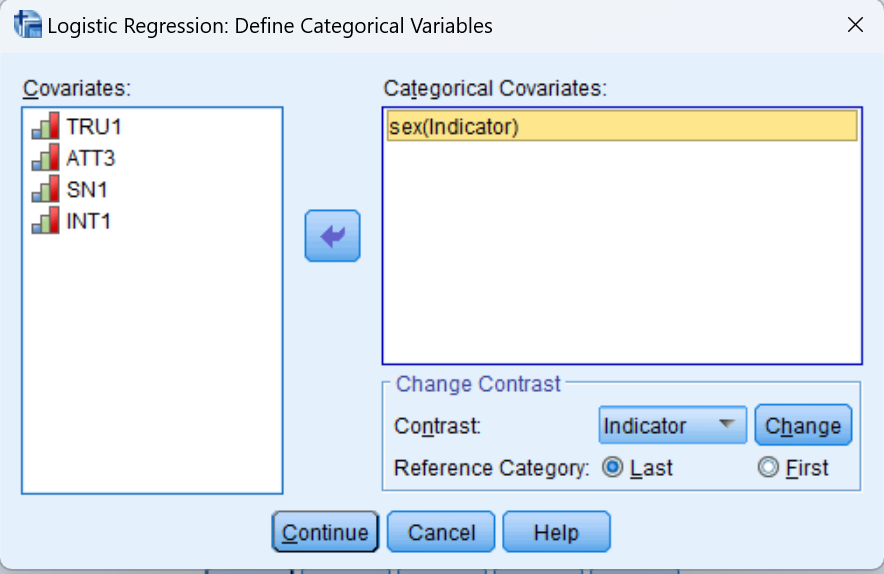 Logistic Regression: Define Categorical Variables
Covariates:
TRU1
ATT3
SN1
INT1
Categorical Covariates:
sex(Indicator)
Change Contrast
Contrast: Indicator Change
Reference Category: Last First
Continue Cancel Help